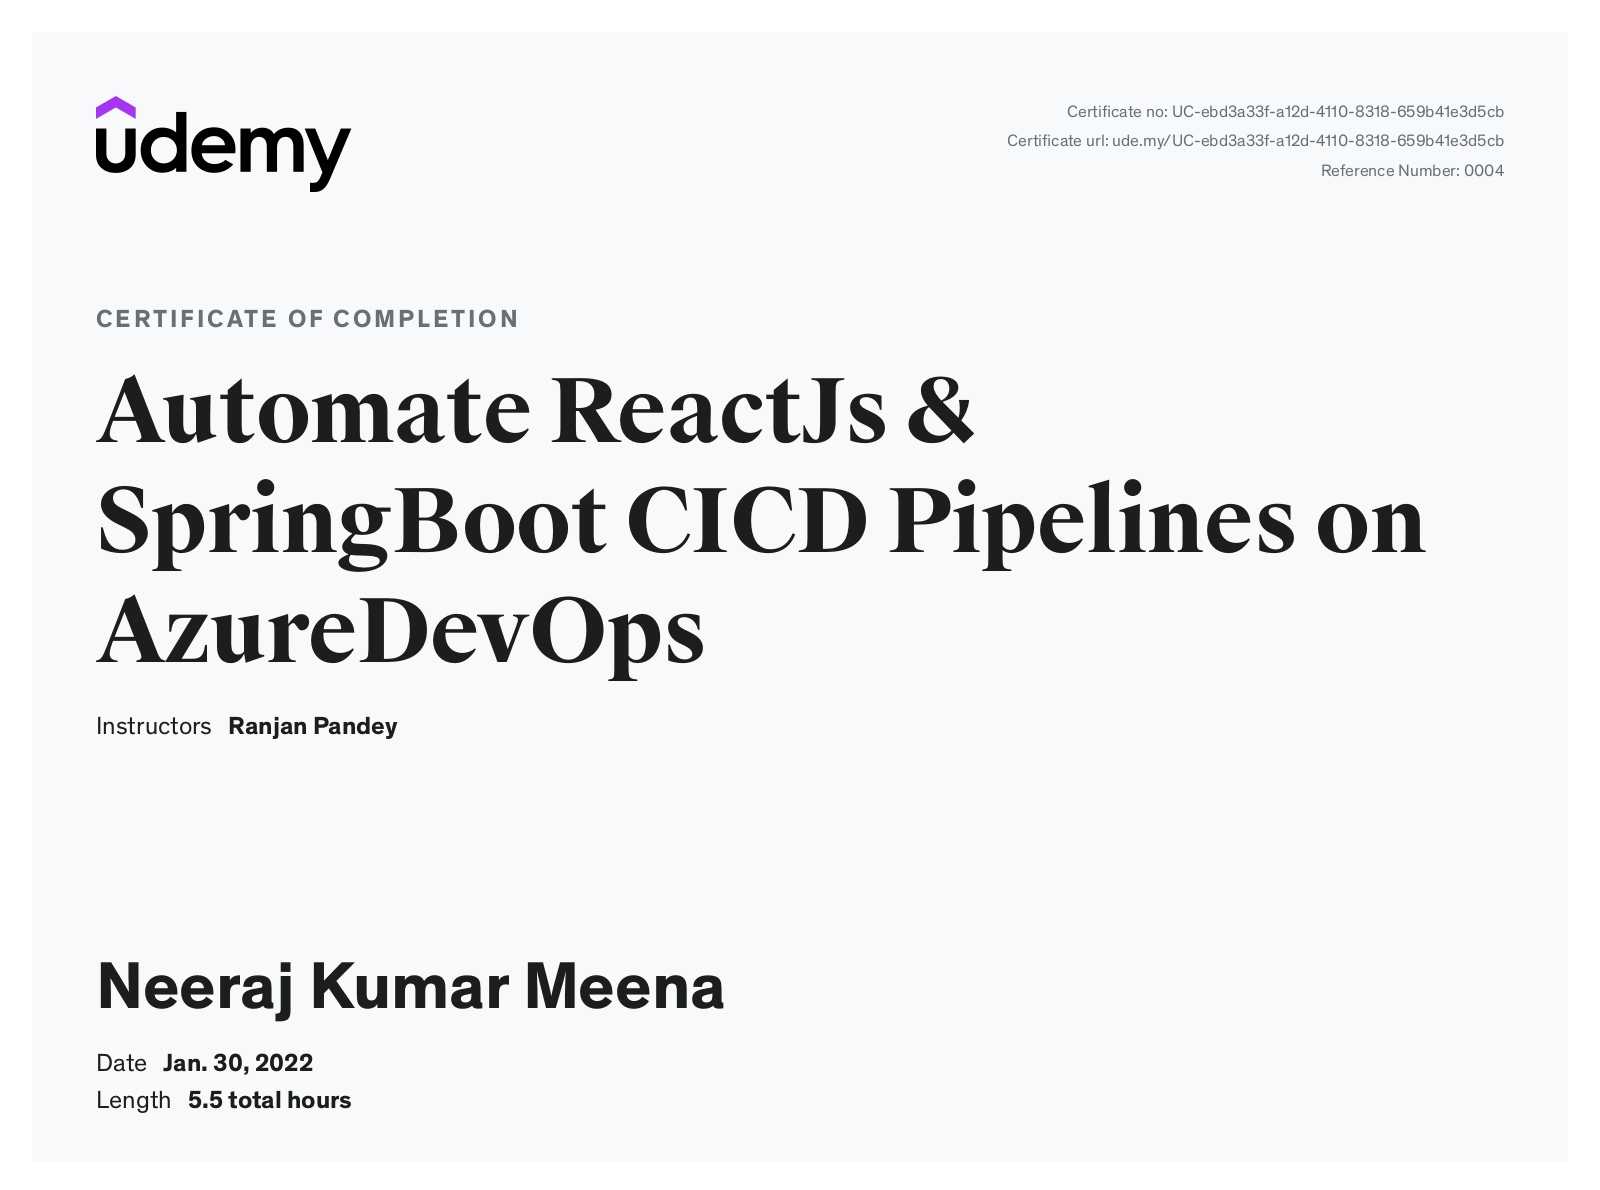 udemy
Certificate no: UC-ebd3a33f-a12d-4110-8318-659b41e3d5cb
Certificate url: ude.my/UC-ebd3a33f-a12d-4110-8318-659b41e3d5cb
Reference Number: 0004
CERTIFICATE OF COMPLETION
Automate ReactJs &
SpringBoot CICD Pipelines on
AzureDevOps
Instructors Ranjan Pandey
Neeraj Kumar Meena
Date Jan. 30, 2022
Length 5.5 total hours